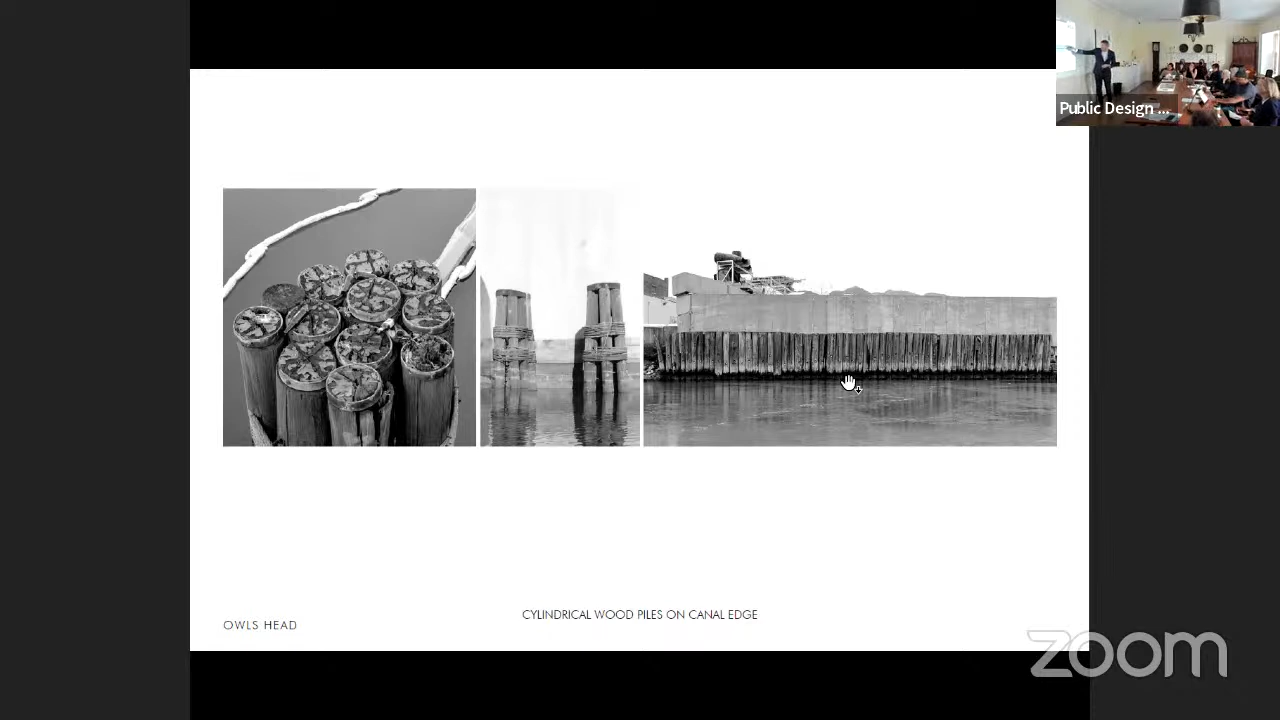 Public Design ...
CYLINDRICAL WOOD PILES ON CANAL EDGE
OWLS HEAD
zoom